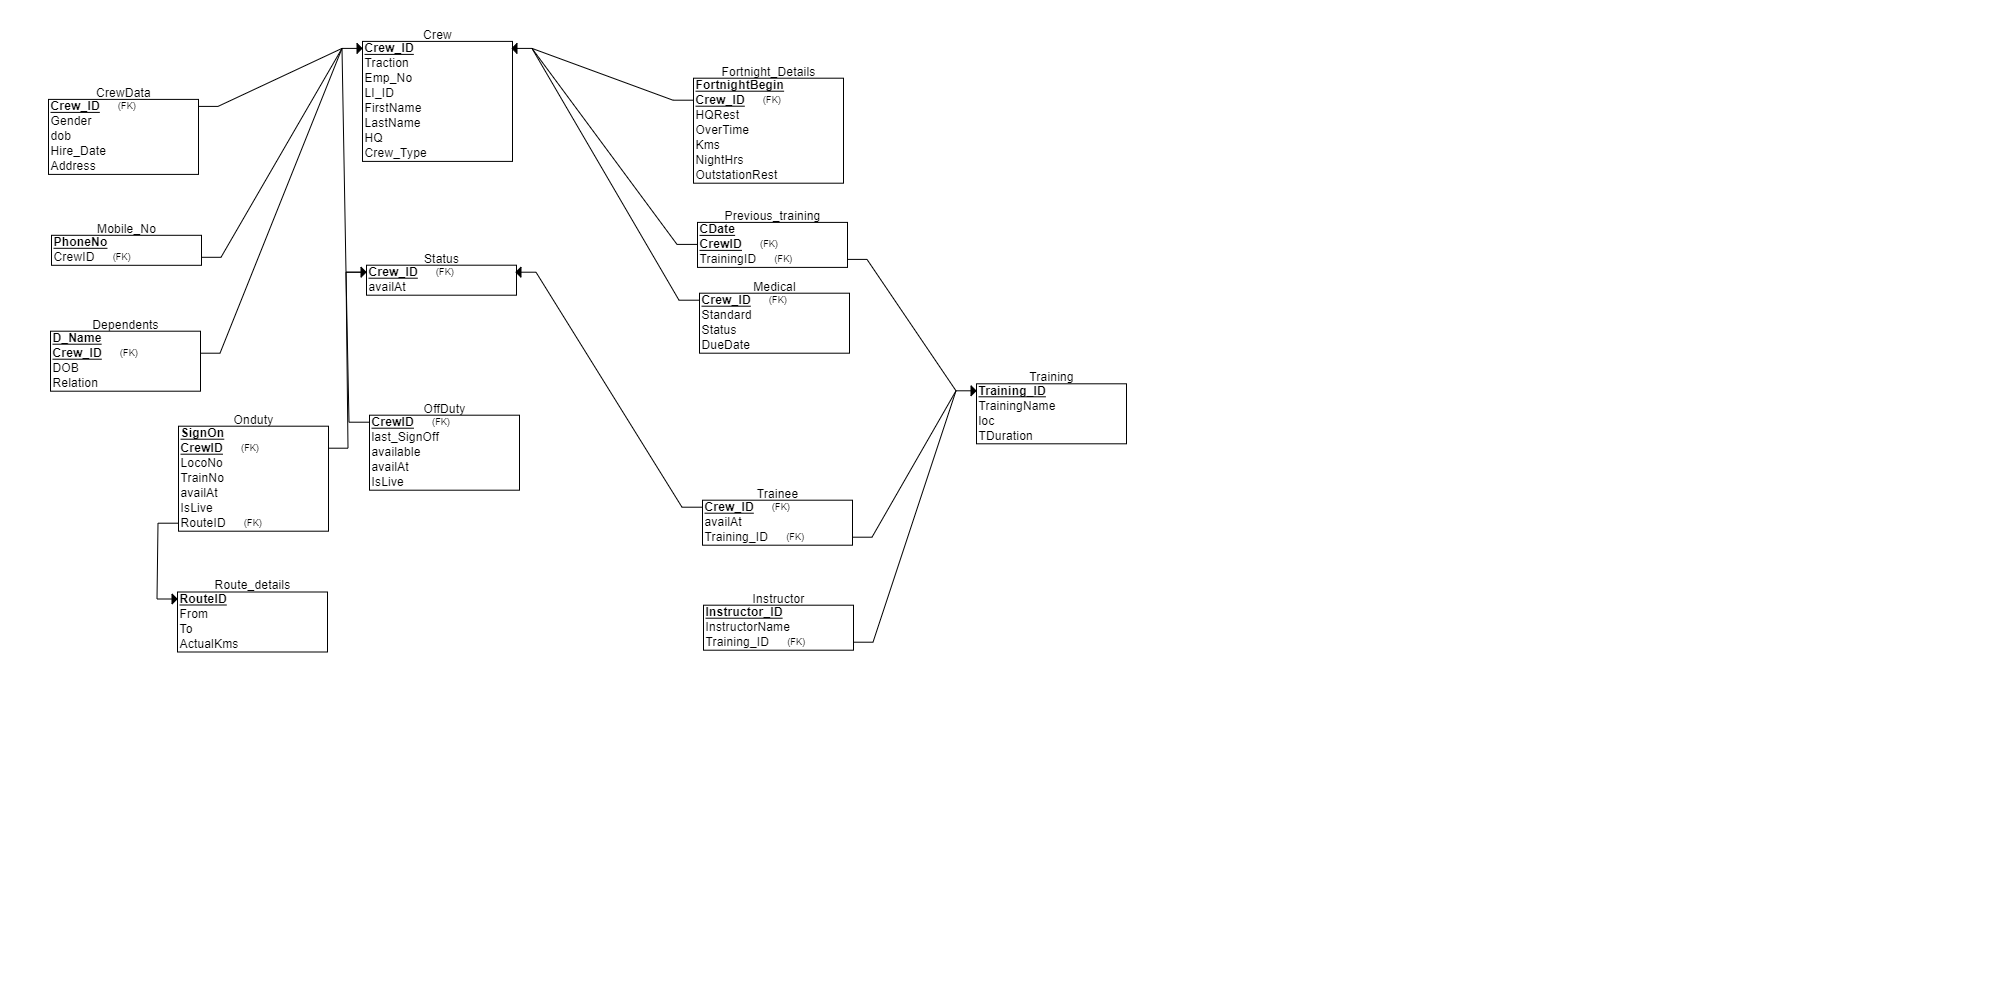 Crew
Crew_ID
Traction
Emp_No
LI_ID
FirstName
LastName
HQ
Crew_Type
Fortnight_Details
FortnightBegin
Crew_ID (FK)
HQRest
OverTime
Kms
NightHrs
OutstationRest
CrewData
Crew_ID (FK)
Gender
dob
Hire_Date
Address
Previous_training
CDate
CrewID (FK)
TrainingID (FK)
Mobile_No
PhoneNo
CrewID (FK)
Status
Crew_ID (FK)
availAt
Medical
Crew_ID (FK)
Standard
Status
DueDate
Dependents
D_Name
Crew_ID (FK)
DOB
Relation
Training
Training_ID
TrainingName
loc
TDuration
OffDuty
CrewID (FK)
last_SignOff
available
availAt
IsLive
Onduty
SignOn
CrewID (FK)
LocoNo
TrainNo
availAt
IsLive
RouteID (FK)
Trainee
Crew_ID (FK)
availAt
Training_ID (FK)
Route_details
RouteID
From
To
ActualKms
Instructor
Instructor_ID
InstructorName
Training_ID (FK)